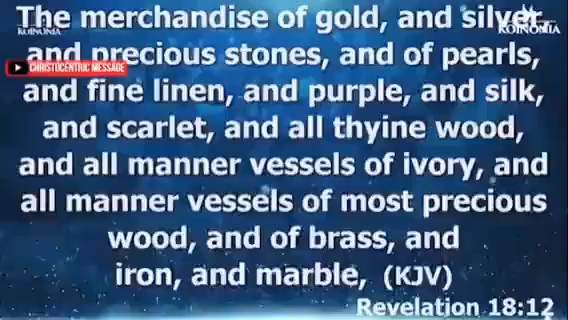 The merchandise of gold, and silver,
KOINONIA
KOINONIA
and precious stones, and of pearls,
CHRISTOCENTRIC MESSAGE
and fine linen, and purple, and silk,
and scarlet, and all thyine wood,
and all manner vessels of ivory, and
all manner vessels of most precious
wood, and of brass, and
iron, and marble, (KJV)
Revelation 18:12